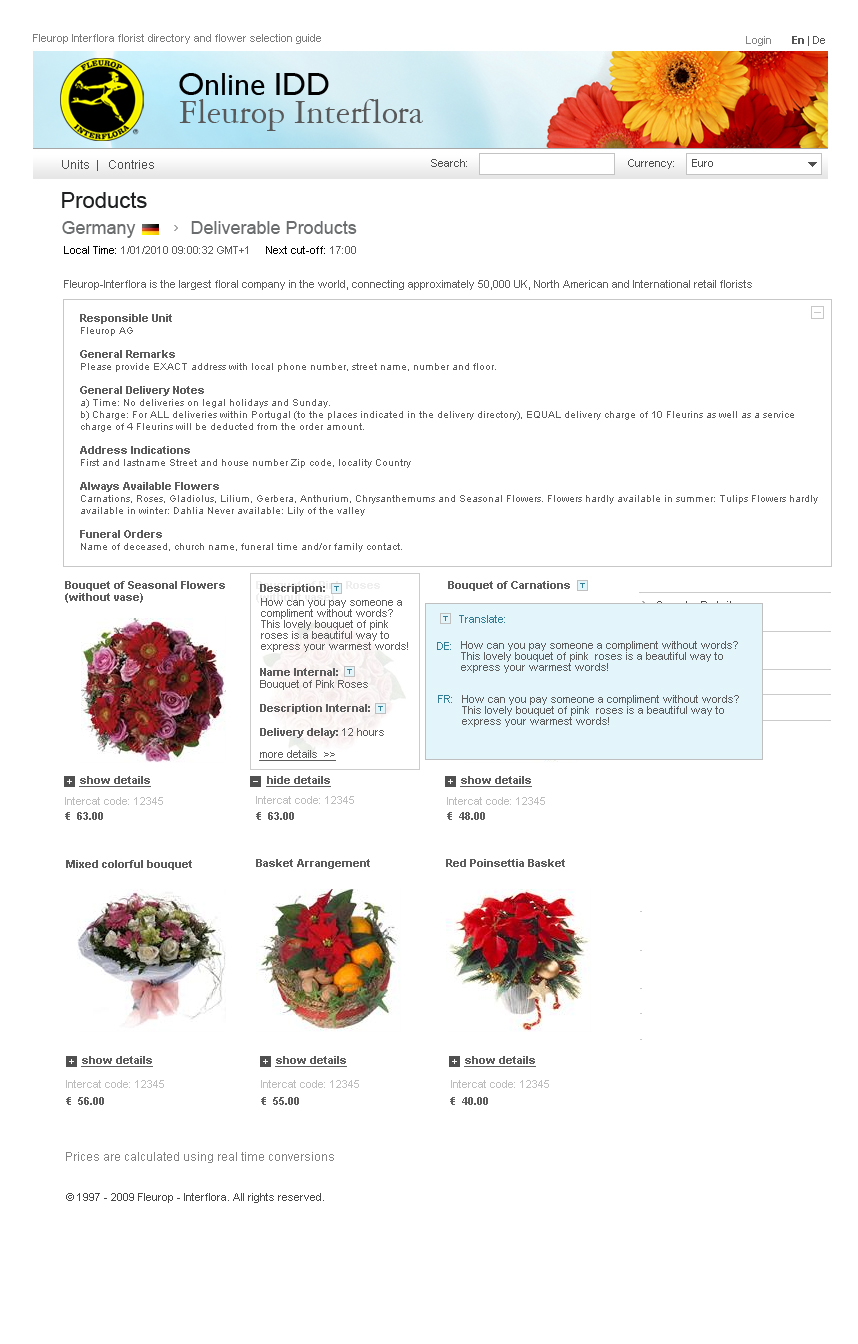 Fleurop Interflora florist directory and flower selection guide
Login En | De
FLEUROP
INTERFLORA
®
Online IDD
Fleurop Interflora
Units | Contries
Search: Currency: Euro
Products
Germany › Deliverable Products
Local Time: 1/01/2010 09:00:32 GMT+1 Next cut-off: 17:00
Fleurop-Interflora is the largest floral company in the world, connecting approximately 50,000 UK, North American and International retail florists
Responsible Unit
Fleurop AG
General Remarks
Please provide EXACT address with local phone number, street name, number and floor.
General Delivery Notes
a) Time: No deliveries on legal holidays and Sunday.
b) Charge: For ALL deliveries within Portugal (to the places indicated in the delivery directory), EQUAL delivery charge of 10 Fleurins as well as a service
charge of 4 Fleurins will be deducted from the order amount.
Address Indications
First and lastname Street and house number Zip code, locality Country
Always Available Flowers
Carnations, Roses, Gladiolus, Lilium, Gerbera, Anthurium, Chrysanthemums and Seasonal Flowers. Flowers hardly available in summer: Tulips Flowers hardly
available in winter: Dahlia Never available: Lily of the valley
Funeral Orders
Name of deceased, church name, funeral time and/or family contact.
Bouquet of Seasonal Flowers
(without vase)
show details
Intercat code: 12345
€ 63.00
Description: T
How can you pay someone a
compliment without words?
This lovely bouquet of pink
roses is a beautiful way to
express your warmest words!
Name Internal: T
Bouquet of Pink Roses
Description Internal: T
Delivery delay: 12 hours
more details >>
hide details
Intercat code: 12345
€ 63.00
Bouquet of Carnations T
T Translate:
DE: How can you pay someone a compliment without words?
This lovely bouquet of pink roses is a beautiful way to
express your warmest words!
FR: How can you pay someone a compliment without words?
This lovely bouquet of pink roses is a beautiful way to
express your warmest words!
show details
Intercat code: 12345
€ 48.00
Mixed colorful bouquet
show details
Intercat code: 12345
€ 56.00
Basket Arrangement
show details
Intercat code: 12345
€ 55.00
Red Poinsettia Basket
show details
Intercat code: 12345
€ 40.00
Prices are calculated using real time conversions
© 1997 - 2009 Fleurop - Interflora. All rights reserved.